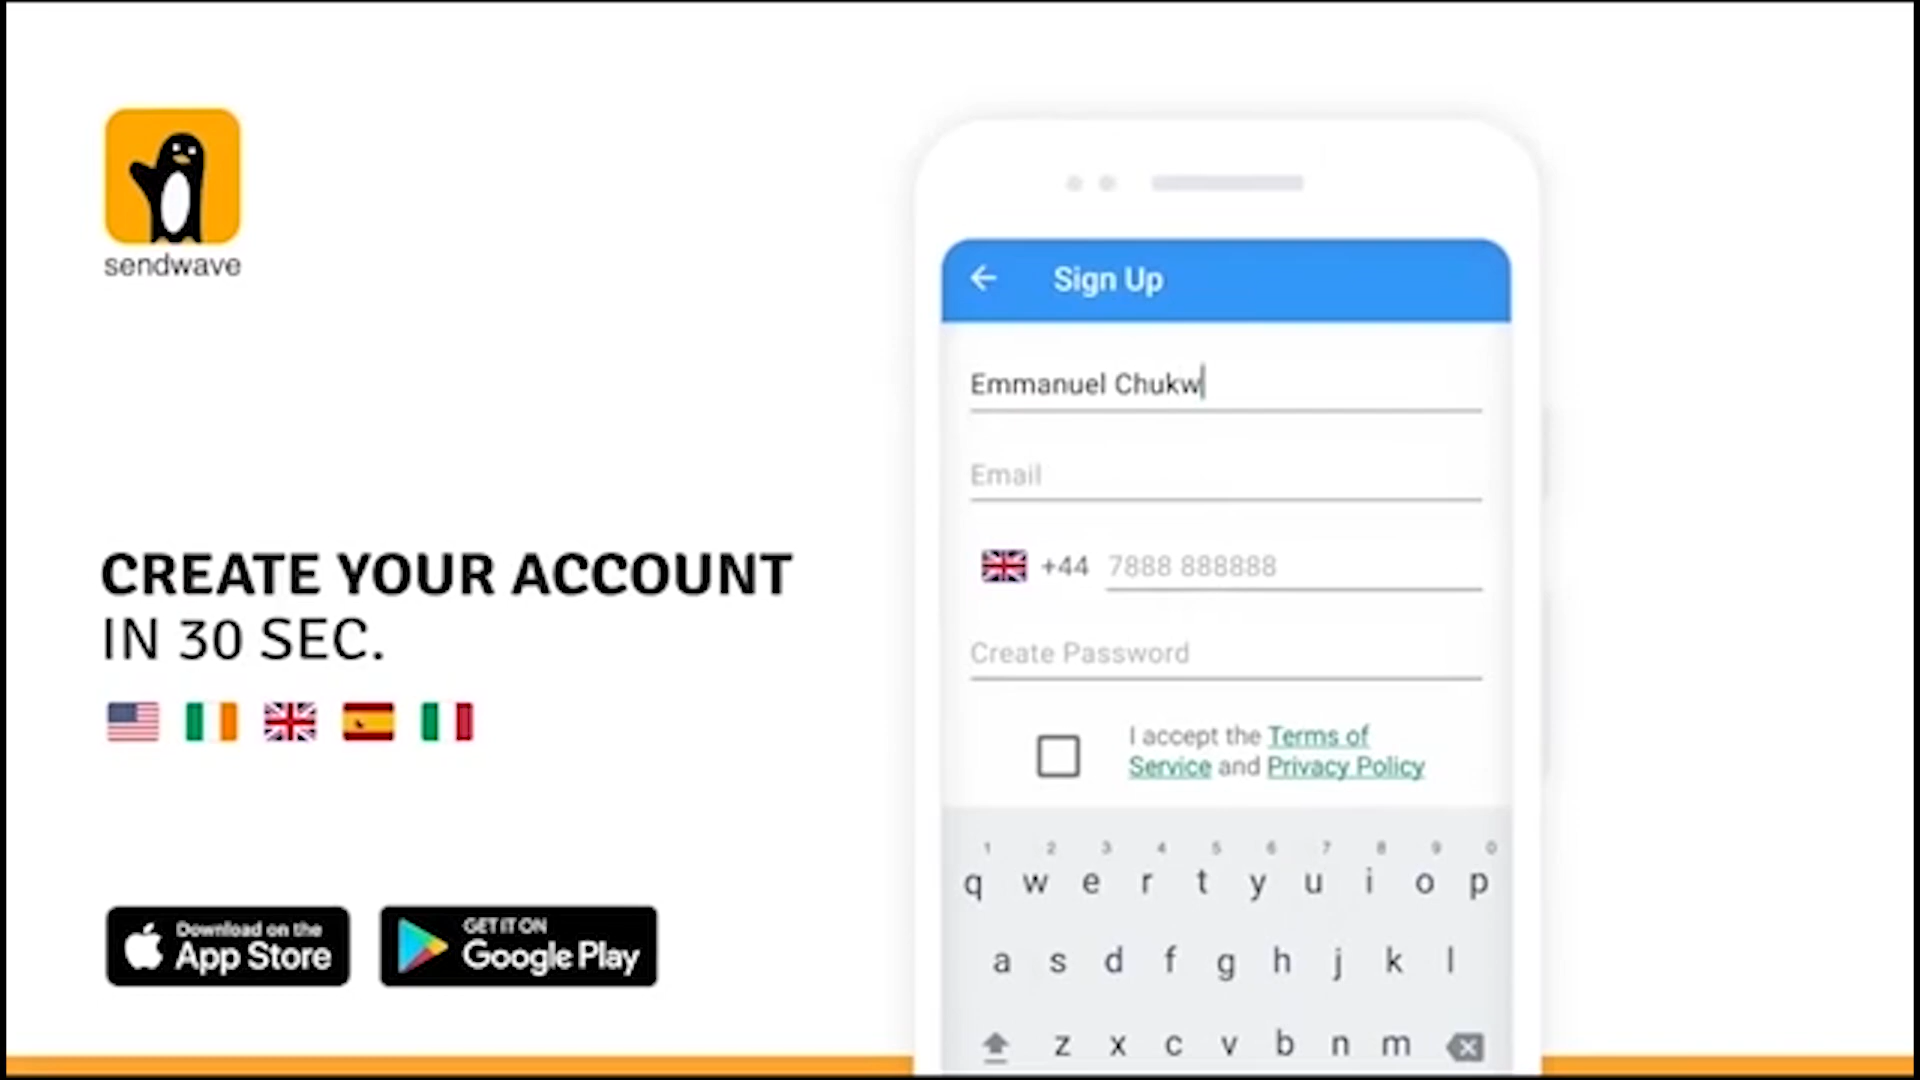 sendwave
CREATE YOUR ACCOUNT
IN 30 SEC.
Download on the
App Store
GET IT ON
Google Play
Sign Up
Emmanuel Chukw
Email
+44 7888 888888
Create Password
I accept the Terms of
Service and Privacy Policy
1 2 3 4 5 6 7 8 9 0
q w e r t y u i o p
a s d f g h j k l
z x c v b n m